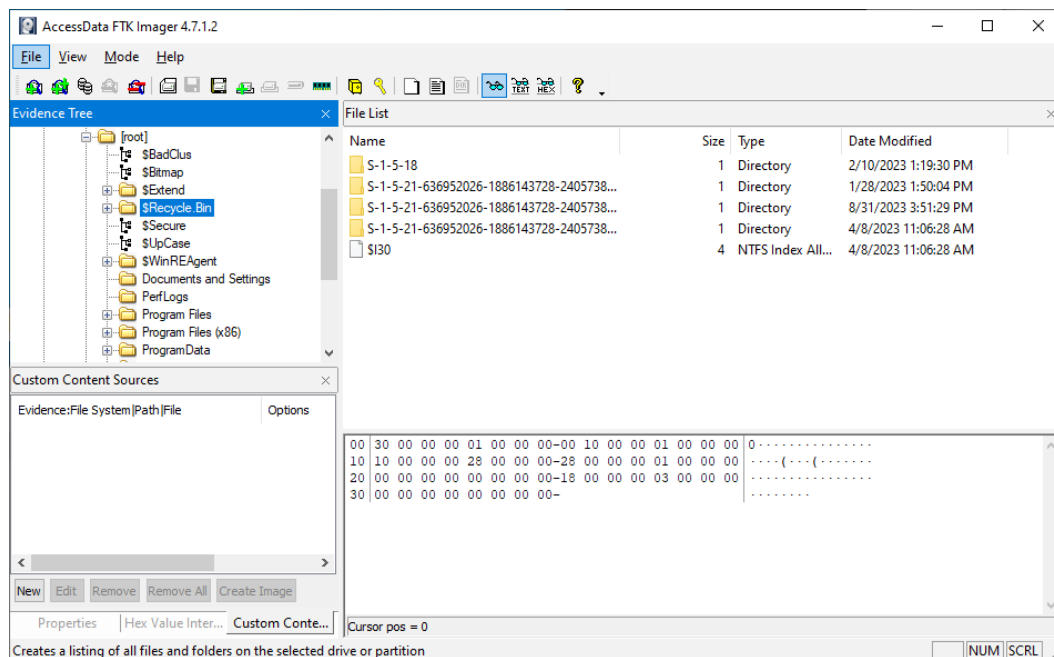 AccessData FTK Imager 4.7.1.2
File View Mode Help
Evidence Tree
[root]
$BadClus
$Bitmap
$Extend
$Recycle.Bin
$Secure
$UpCase
$WinREAgent
Documents and Settings
PerfLogs
Program Files
Program Files (x86)
ProgramData
Custom Content Sources
Evidence:File System|Path|File Options
New Edit Remove Remove All Create Image
Properties Hex Value Inter... Custom Conte...
File List
Name Size Type Date Modified
S-1-5-18 1 Directory 2/10/2023 1:19:30 PM
S-1-5-21-636952026-1886143728-2405738... 1 Directory 1/28/2023 1:50:04 PM
S-1-5-21-636952026-1886143728-2405738... 1 Directory 8/31/2023 3:51:29 PM
S-1-5-21-636952026-1886143728-2405738... 1 Directory 4/8/2023 11:06:28 AM
$I30 4 NTFS Index All... 4/8/2023 11:06:28 AM
00 30 00 00 00 01 00 00 00-00 10 00 00 01 00 00 00 0···············
10 10 00 00 00 28 00 00 00-28 00 00 00 01 00 00 00 ····(···(·······
20 00 00 00 00 00 00 00 00-18 00 00 00 03 00 00 00 ················
30 00 00 00 00 00 00 00 00- ········
Cursor pos = 0
Creates a listing of all files and folders on the selected drive or partition
NUM SCRL